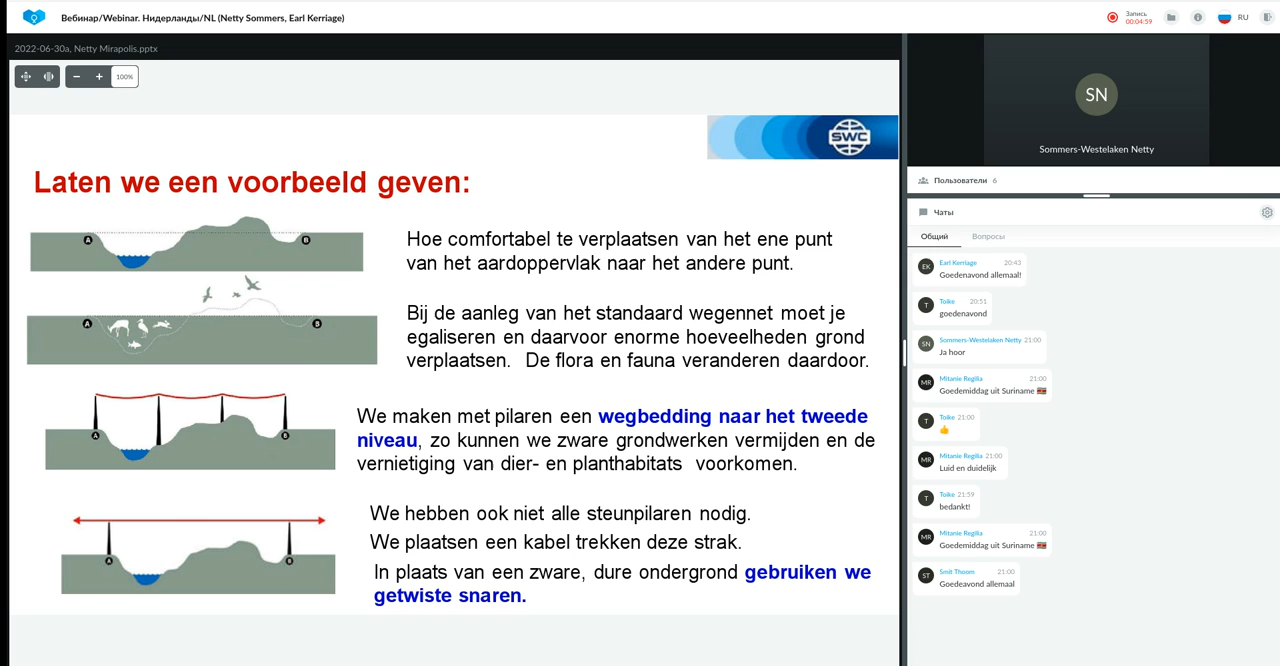 Вебинар/Webinar. Нидерланды/NL (Netty Sommers, Earl Kerriage)
Запись
00:04:59
RU
2022-06-30a, Netty Mirapolis.pptx
100%
SWC
Laten we een voorbeeld geven:
A
B
Hoe comfortabel te verplaatsen van het ene punt
van het aardoppervlak naar het andere punt.
A
B
Bij de aanleg van het standaard wegennet moet je
egaliseren en daarvoor enorme hoeveelheden grond
verplaatsen. De flora en fauna veranderen daardoor.
A
B
We maken met pilaren een wegbedding naar het tweede
niveau, zo kunnen we zware grondwerken vermijden en de
vernietiging van dier- en planthabitats voorkomen.
A
B
We hebben ook niet alle steunpilaren nodig.
We plaatsen een kabel trekken deze strak.
In plaats van een zware, dure ondergrond gebruiken we
getwiste snaren.
SN
Sommers-Westelaken Netty
Пользователи 6
Чаты
Общий Вопросы
EK Earl Kerriage 20:43
Goedenavond allemaal!
T Toike 20:51
goedenavond
SN Sommers-Westelaken Netty 21:00
Ja hoor
MR Mitanie Regilla 21:00
Goedemiddag uit Suriname 🇸🇷
T Toike 21:00
👍
MR Mitanie Regilla 21:00
Luid en duidelijk
T Toike 21:59
bedankt!
MR Mitanie Regilla 21:00
Goedemiddag uit Suriname 🇸🇷
ST Smit Thoom 21:00
Goedeavond allemaal